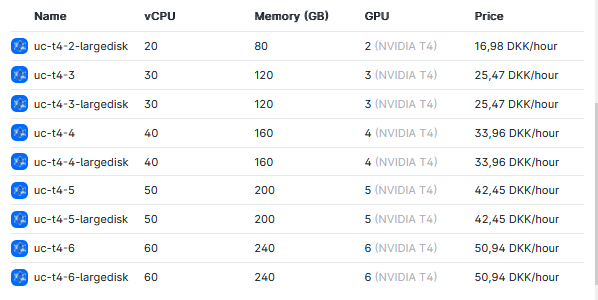 Name vCPU Memory (GB) GPU Price
uc-t4-2-largedisk 20 80 2 (NVIDIA T4) 16,98 DKK/hour
uc-t4-3 30 120 3 (NVIDIA T4) 25,47 DKK/hour
uc-t4-3-largedisk 30 120 3 (NVIDIA T4) 25,47 DKK/hour
uc-t4-4 40 160 4 (NVIDIA T4) 33,96 DKK/hour
uc-t4-4-largedisk 40 160 4 (NVIDIA T4) 33,96 DKK/hour
uc-t4-5 50 200 5 (NVIDIA T4) 42,45 DKK/hour
uc-t4-5-largedisk 50 200 5 (NVIDIA T4) 42,45 DKK/hour
uc-t4-6 60 240 6 (NVIDIA T4) 50,94 DKK/hour
uc-t4-6-largedisk 60 240 6 (NVIDIA T4) 50,94 DKK/hour